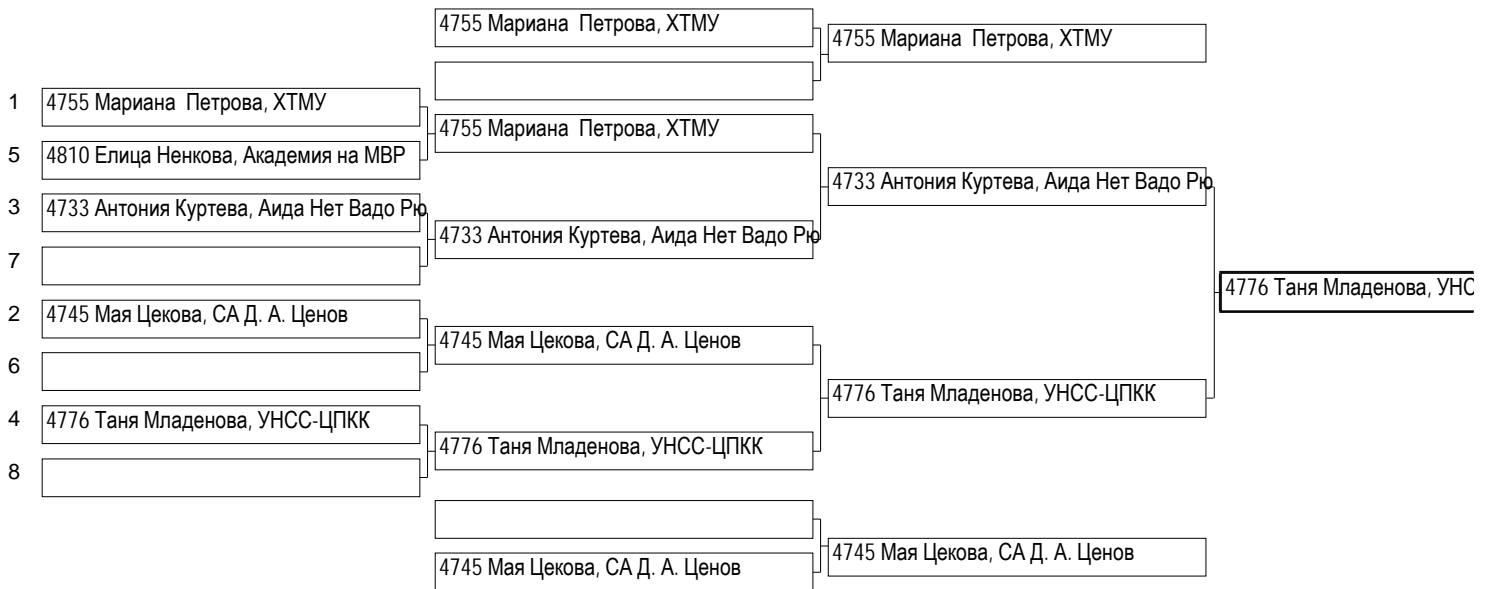 4755 Мариана  Петрова, ХТМУ
4755 Мариана  Петрова, ХТМУ
1 4755 Мариана  Петрова, ХТМУ
4755 Мариана  Петрова, ХТМУ
5 4810 Елица Ненкова, Академия на МВР
4733 Антония Куртева, Аида Нет Вадо Рю
3 4733 Антония Куртева, Аида Нет Вадо Рю
4733 Антония Куртева, Аида Нет Вадо Рю
7
4776 Таня Младенова, УНС
2 4745 Мая Цекова, СА Д. А. Ценов
4745 Мая Цекова, СА Д. А. Ценов
6
4776 Таня Младенова, УНСС-ЦПКК
4 4776 Таня Младенова, УНСС-ЦПКК
4776 Таня Младенова, УНСС-ЦПКК
8
4745 Мая Цекова, СА Д. А. Ценов
4745 Мая Цекова, СА Д. А. Ценов